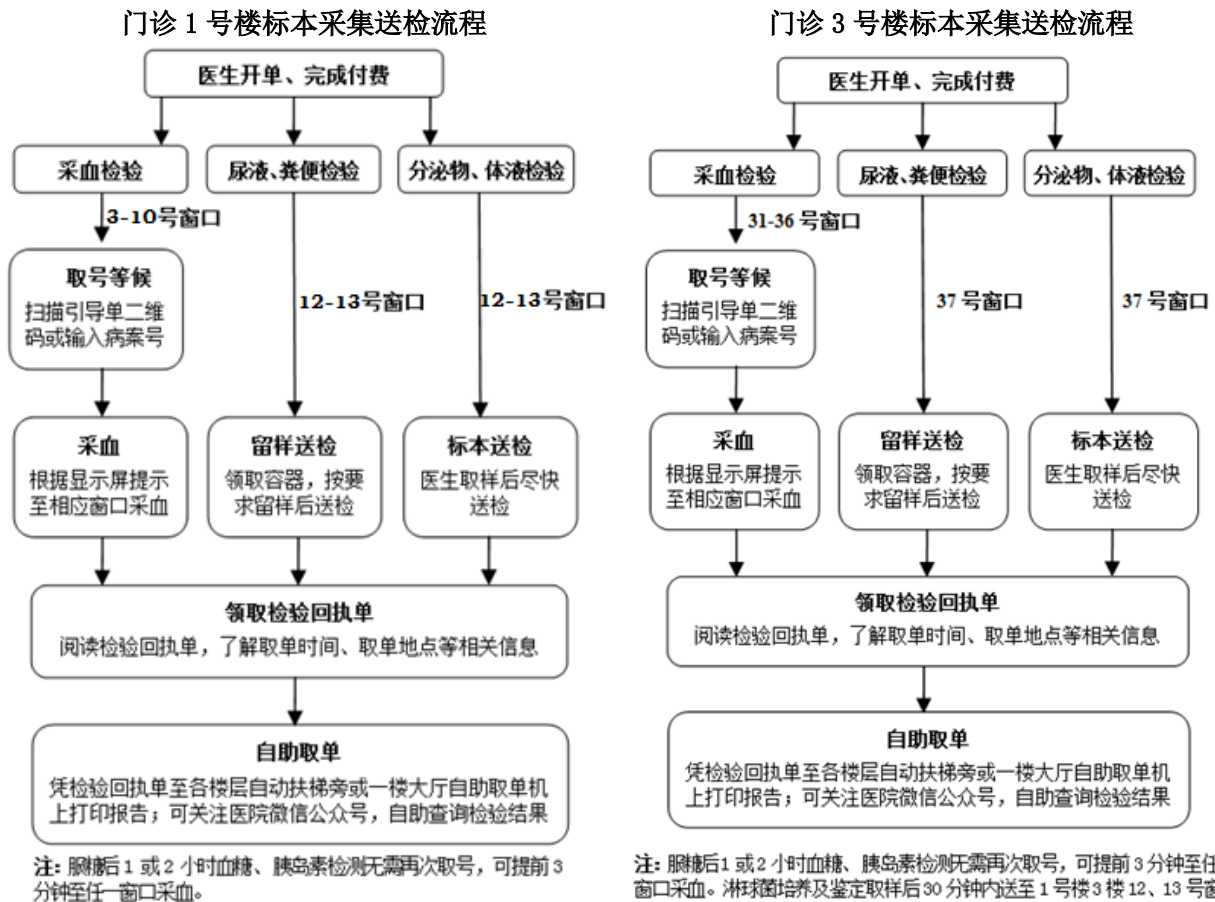 门诊 1 号楼标本采集送检流程
医生开单、完成付费
采血检验
尿液、粪便检验
分泌物、体液检验
3-10号窗口
取号等候
扫描引导单二维
码或输入病案号
12-13号窗口
12-13号窗口
采血
根据显示屏提示
至相应窗口采血
留样送检
领取容器，按要
求留样后送检
标本送检
医生取样后尽快
送检
领取检验回执单
阅读检验回执单，了解取单时间、取单地点等相关信息
自助取单
凭检验回执单至各楼层自动扶梯旁或一楼大厅自助取单机
上打印报告；可关注医院微信公众号，自助查询检验结果
注：服糖后 1 或 2 小时血糖、胰岛素检测无需再次取号，可提前 3
分钟至任一窗口采血。
门诊 3 号楼标本采集送检流程
医生开单、完成付费
采血检验
尿液、粪便检验
分泌物、体液检验
31-36 号窗口
取号等候
扫描引导单二维
码或输入病案号
37 号窗口
37 号窗口
采血
根据显示屏提示
至相应窗口采血
留样送检
领取容器，按要
求留样后送检
标本送检
医生取样后尽快
送检
领取检验回执单
阅读检验回执单，了解取单时间、取单地点等相关信息
自助取单
凭检验回执单至各楼层自动扶梯旁或一楼大厅自助取单机
上打印报告；可关注医院微信公众号，自助查询检验结果
注：服糖后 1 或 2 小时血糖、胰岛素检测无需再次取号，可提前 3 分钟至任
窗口采血。淋球菌培养及鉴定取样后 30 分钟内送至 1 号楼 3 楼 12、13 号窗